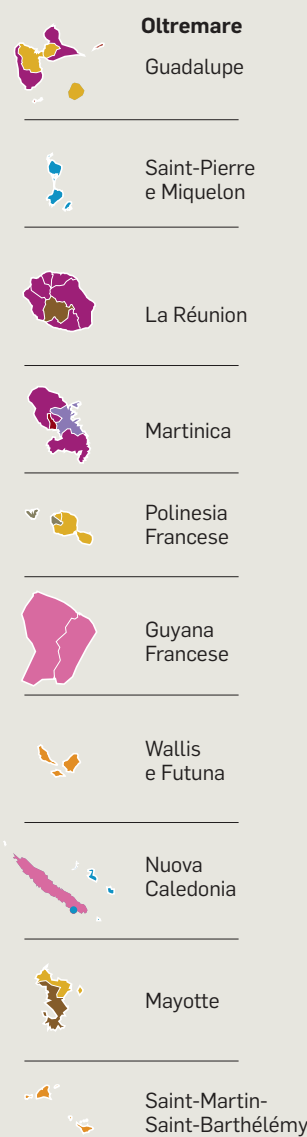 Oltremare
Guadalupe
Saint-Pierre
e Miquelon
La Réunion
Martinica
Polinesia
Francese
Guyana
Francese
Wallis
e Futuna
Nuova
Caledonia
Mayotte
Saint-Martin-
Saint-Barthélémy